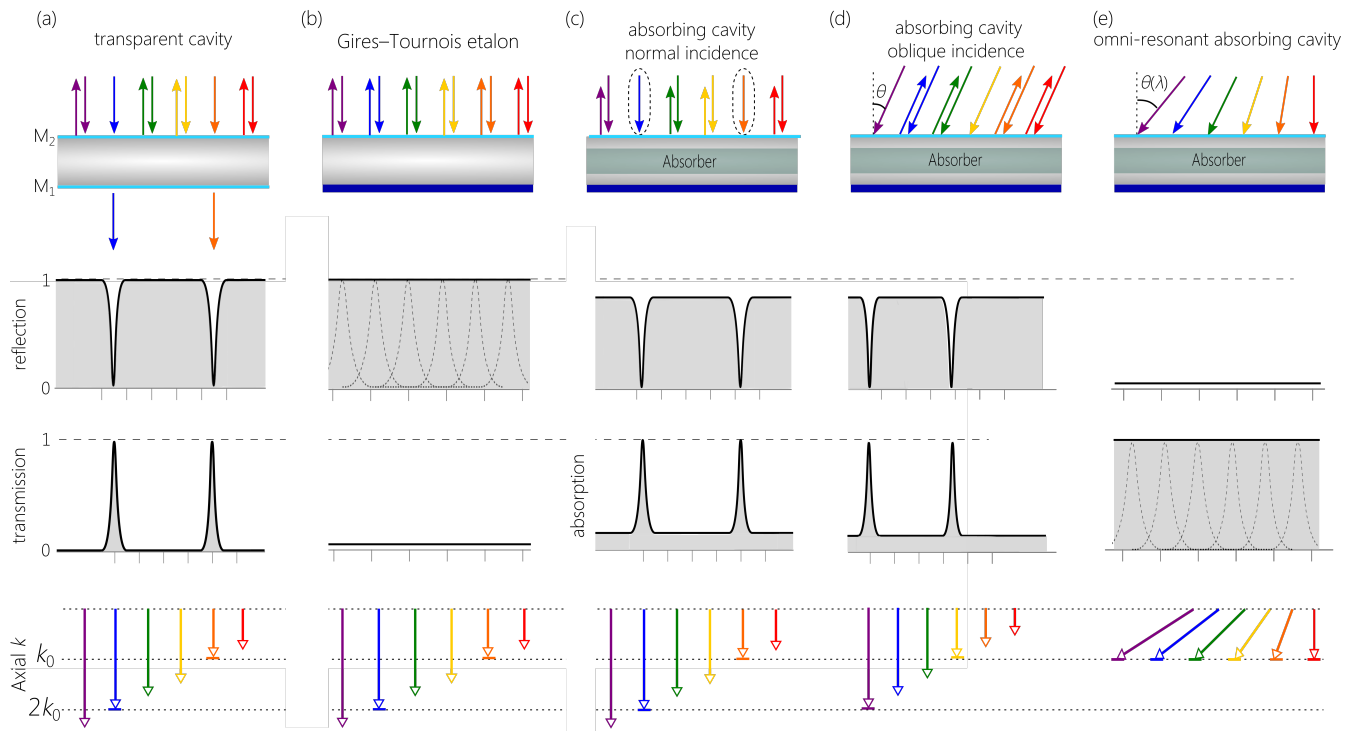 (a)
transparent cavity
(b)
Gires–Tournois etalon
(c)
absorbing cavity
normal incidence
(d)
absorbing cavity
oblique incidence
(e)
omni-resonant absorbing cavity
θ
θ(λ)
M₂
M₁
Absorber
Absorber
Absorber
reflection
1
0
transmission
1
0
absorption
Axial k
k₀
2k₀